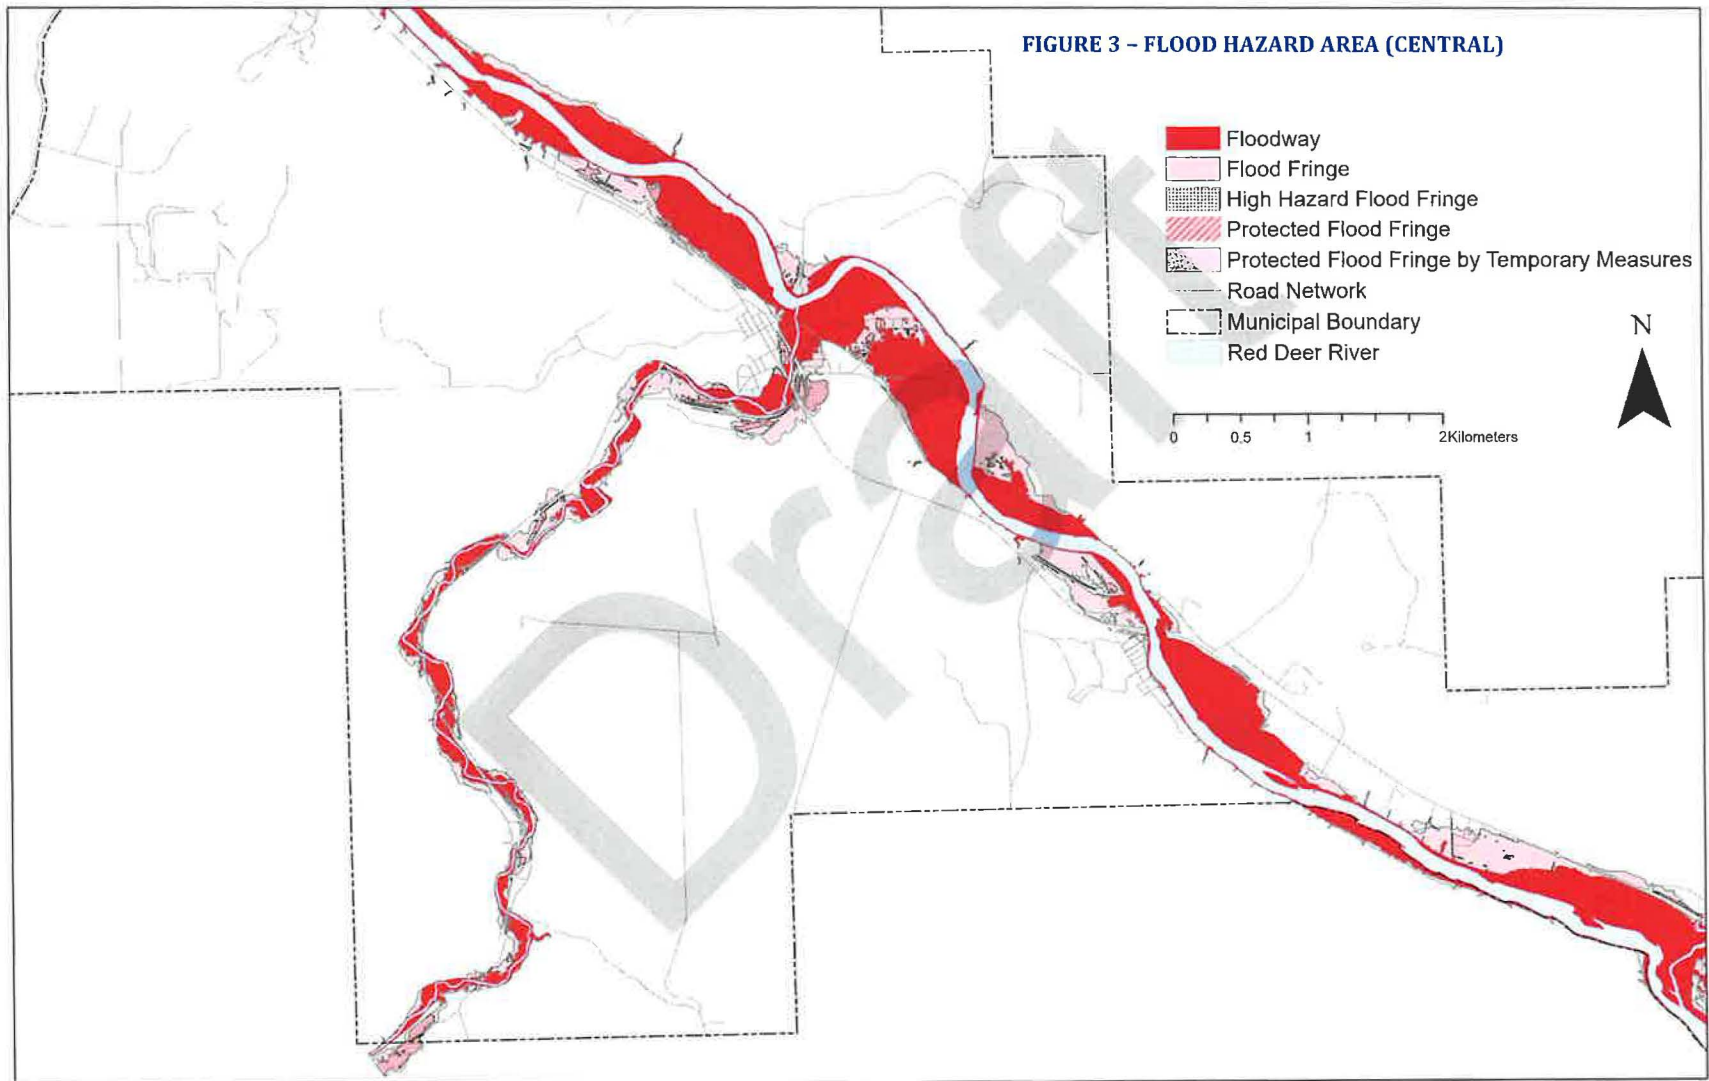 FIGURE 3 – FLOOD HAZARD AREA (CENTRAL)
Floodway
Flood Fringe
High Hazard Flood Fringe
Protected Flood Fringe
Protected Flood Fringe by Temporary Measures
Road Network
Municipal Boundary
Red Deer River
N
0 0.5 1 2Kilometers
Draft